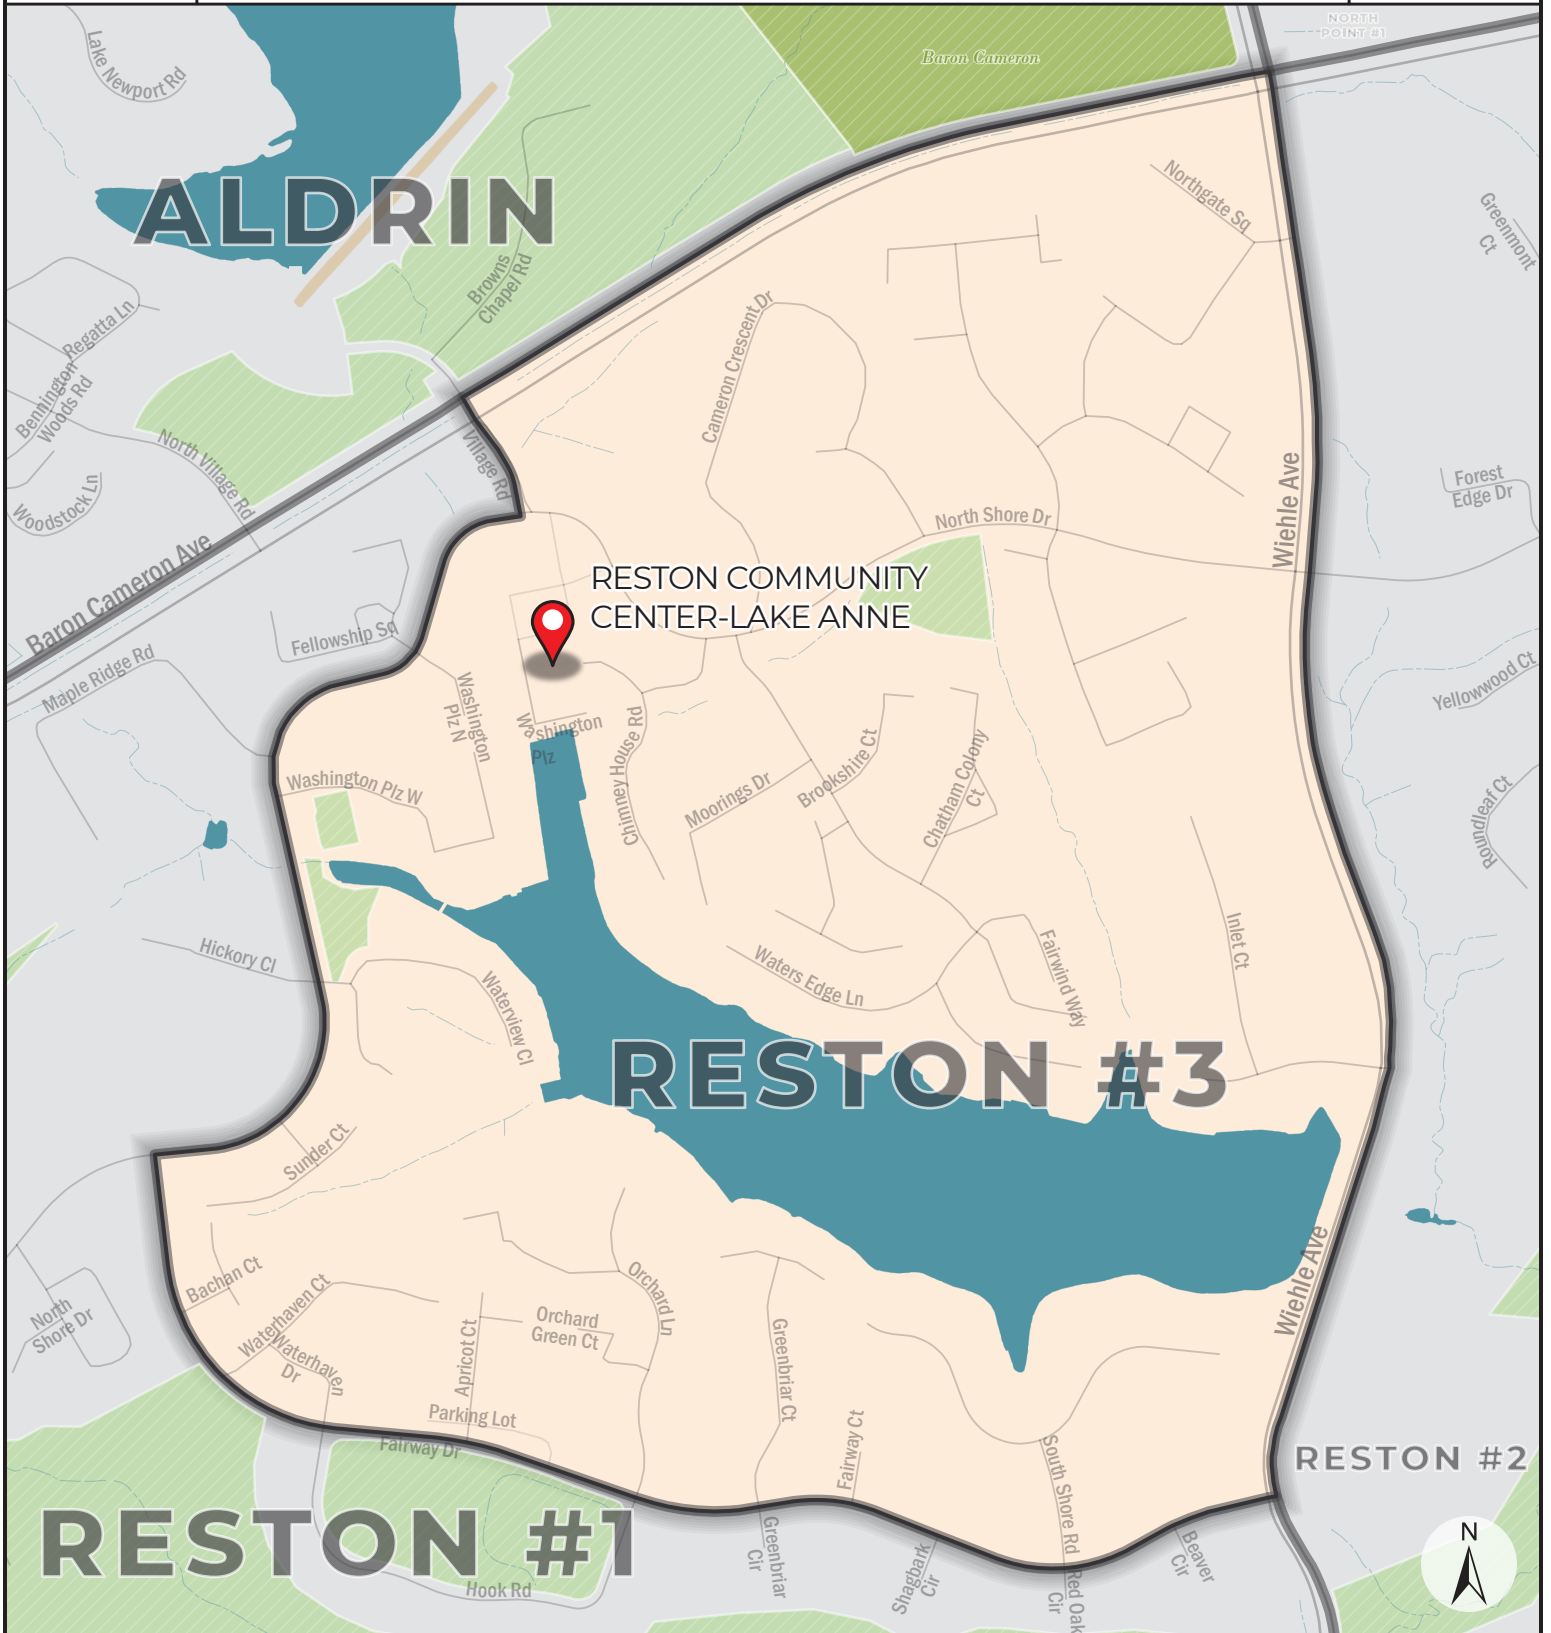 NORTH
POINT #1
Baron Cameron
Lake Newport Rd
ALDRIN
Northgate Sq
Greenmont
Ct
Browns
Chapel Rd
Regatta Ln
Cameron Crescent Dr
Bennington
Woods Rd
North Village Rd
Village Rd
Woodstock Ln
Wiehle Ave
Forest
Edge Dr
North Shore Dr
Baron Cameron Ave
RESTON COMMUNITY
CENTER-LAKE ANNE
Fellowship Sq
Maple Ridge Rd
Yellowwood Ct
Washington
Plz N
Washington
Plz
Chimney House Rd
Washington Plz W
Moorings Dr
Brookshire Ct
Chatham Colony
Ct
Roundleaf Ct
Hickory Cl
Waterview Cl
Waters Edge Ln
Fairwind Way
Inlet Ct
RESTON #3
Sunder Ct
Bachan Ct
Waterhaven Ct
Waterhaven
Dr
North
Shore Dr
Orchard Ln
Orchard
Green Ct
Apricot Ct
Greenbriar Ct
Wiehle Ave
Parking Lot
Fairway Dr
Fairway Ct
South Shore Rd
RESTON #2
RESTON #1
Hook Rd
Greenbriar
Cir
Shagbark
Cir
Red Oak
Cir
Beaver
Cir
N